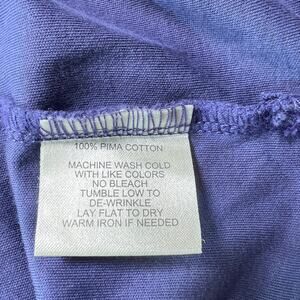 100% PIMA COTTON
MACHINE WASH COLD
WITH LIKE COLORS
NO BLEACH
TUMBLE LOW TO
DE-WRINKLE
LAY FLAT TO DRY
WARM IRON IF NEEDED